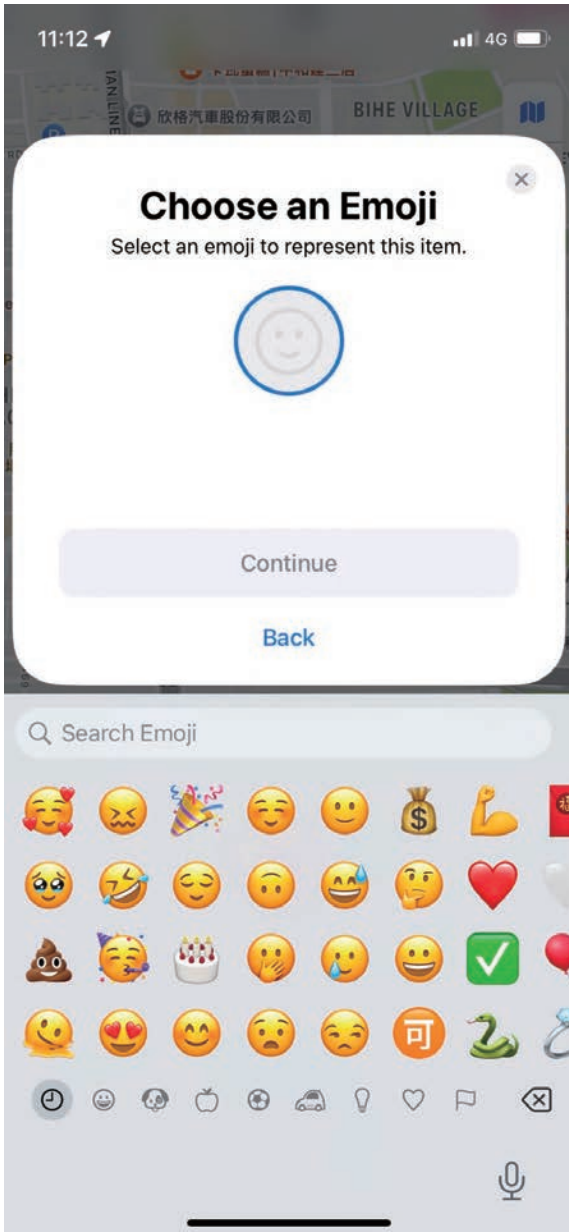 11:12 4G
欣格汽車股份有限公司 BIHE VILLAGE
Choose an Emoji
Select an emoji to represent this item.
Continue
Back
Search Emoji
$
可